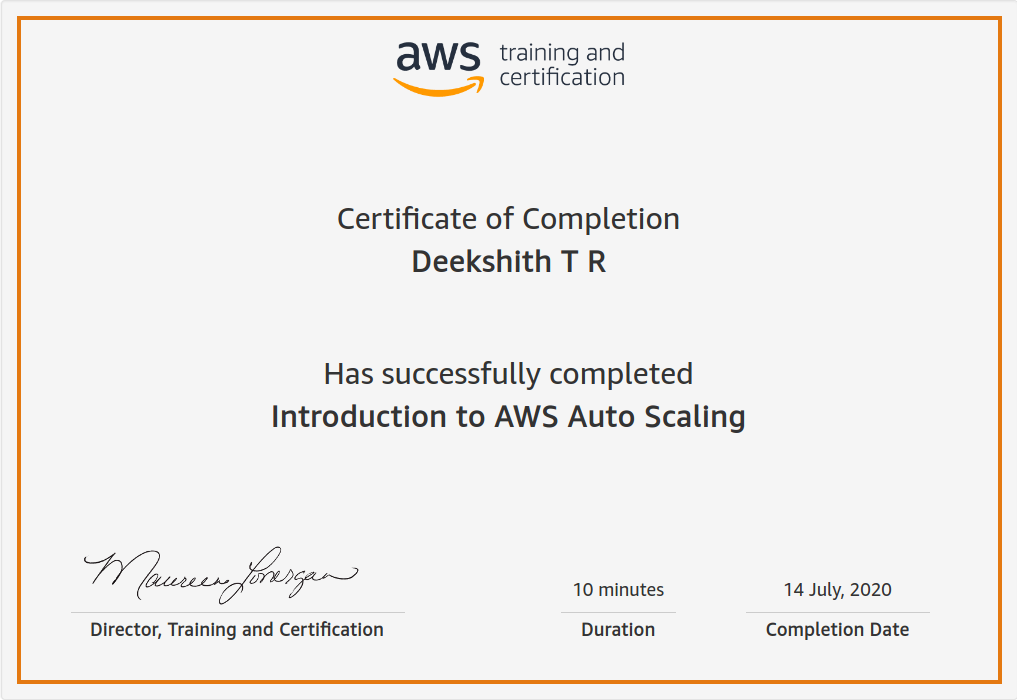 aws training and
certification
Certificate of Completion
Deekshith T R
Has successfully completed
Introduction to AWS Auto Scaling
Maureen Lonergan
10 minutes
14 July, 2020
Director, Training and Certification
Duration
Completion Date